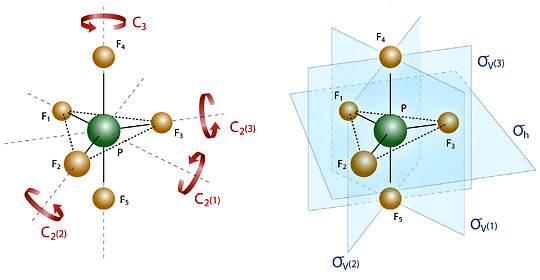 C3
F4
F1
F3
F2
P
C2(3)
C2(1)
F5
C2(2)
F4
σV(3)
F1
P
F3
σh
F2
F5
σV(1)
σV(2)